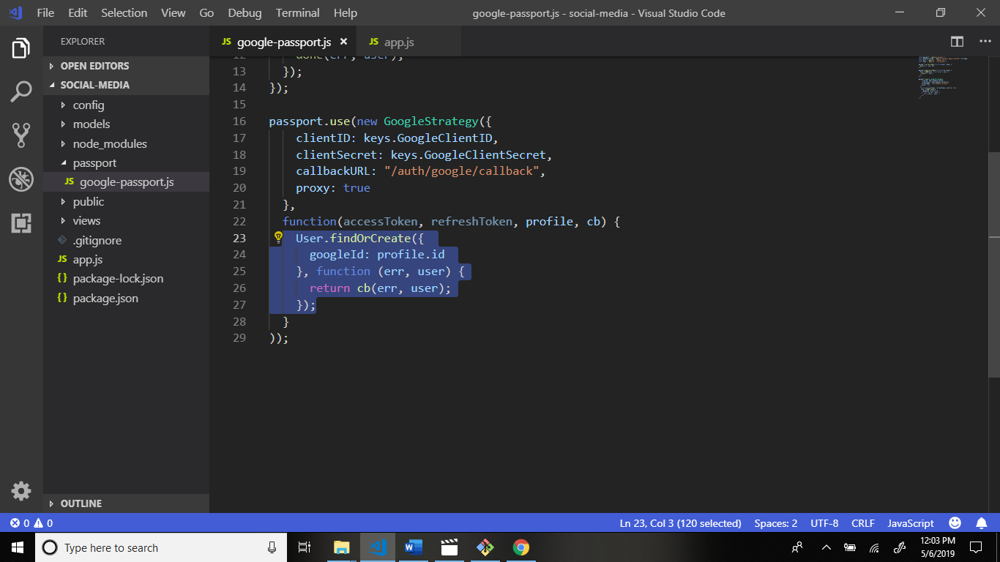 File Edit Selection View Go Debug Terminal Help
google-passport.js - social-media - Visual Studio Code
EXPLORER
JS google-passport.js ×
JS app.js
OPEN EDITORS
SOCIAL-MEDIA
config
models
node_modules
passport
JS google-passport.js
public
views
.gitignore
JS app.js
{} package-lock.json
{} package.json
OUTLINE
12 done(err, user);
13 });
14 });
15
16 passport.use(new GoogleStrategy({
17 clientID: keys.GoogleClientID,
18 clientSecret: keys.GoogleClientSecret,
19 callbackURL: "/auth/google/callback",
20 proxy: true
21 },
22 function(accessToken, refreshToken, profile, cb) {
23 User.findOrCreate({
24 googleId: profile.id
25 }, function (err, user) {
26 return cb(err, user);
27 });
28 }
29 ));
0 0
Ln 23, Col 3 (120 selected) Spaces: 2 UTF-8 CRLF JavaScript
Type here to search
12:03 PM
5/6/2019